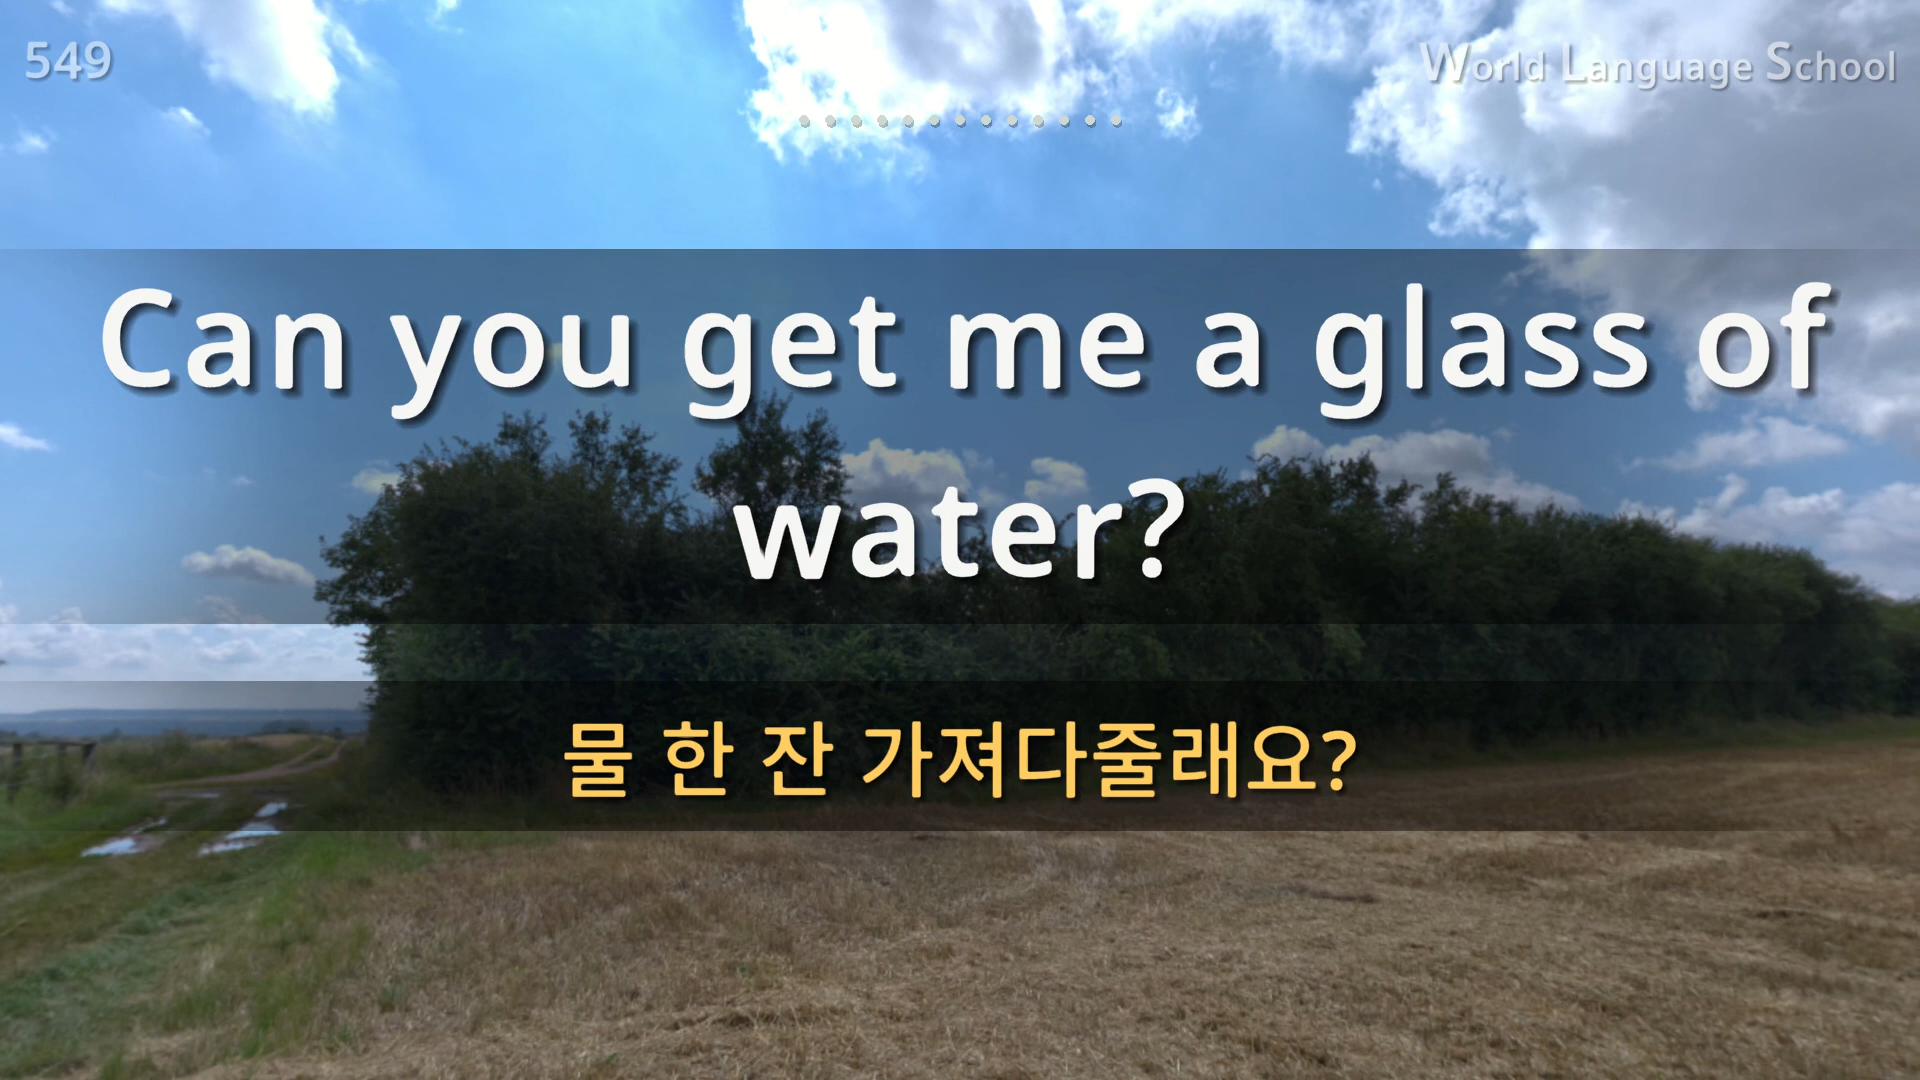 549
World Language School
Can you get me a glass of
water?
물 한 잔 가져다줄래요?